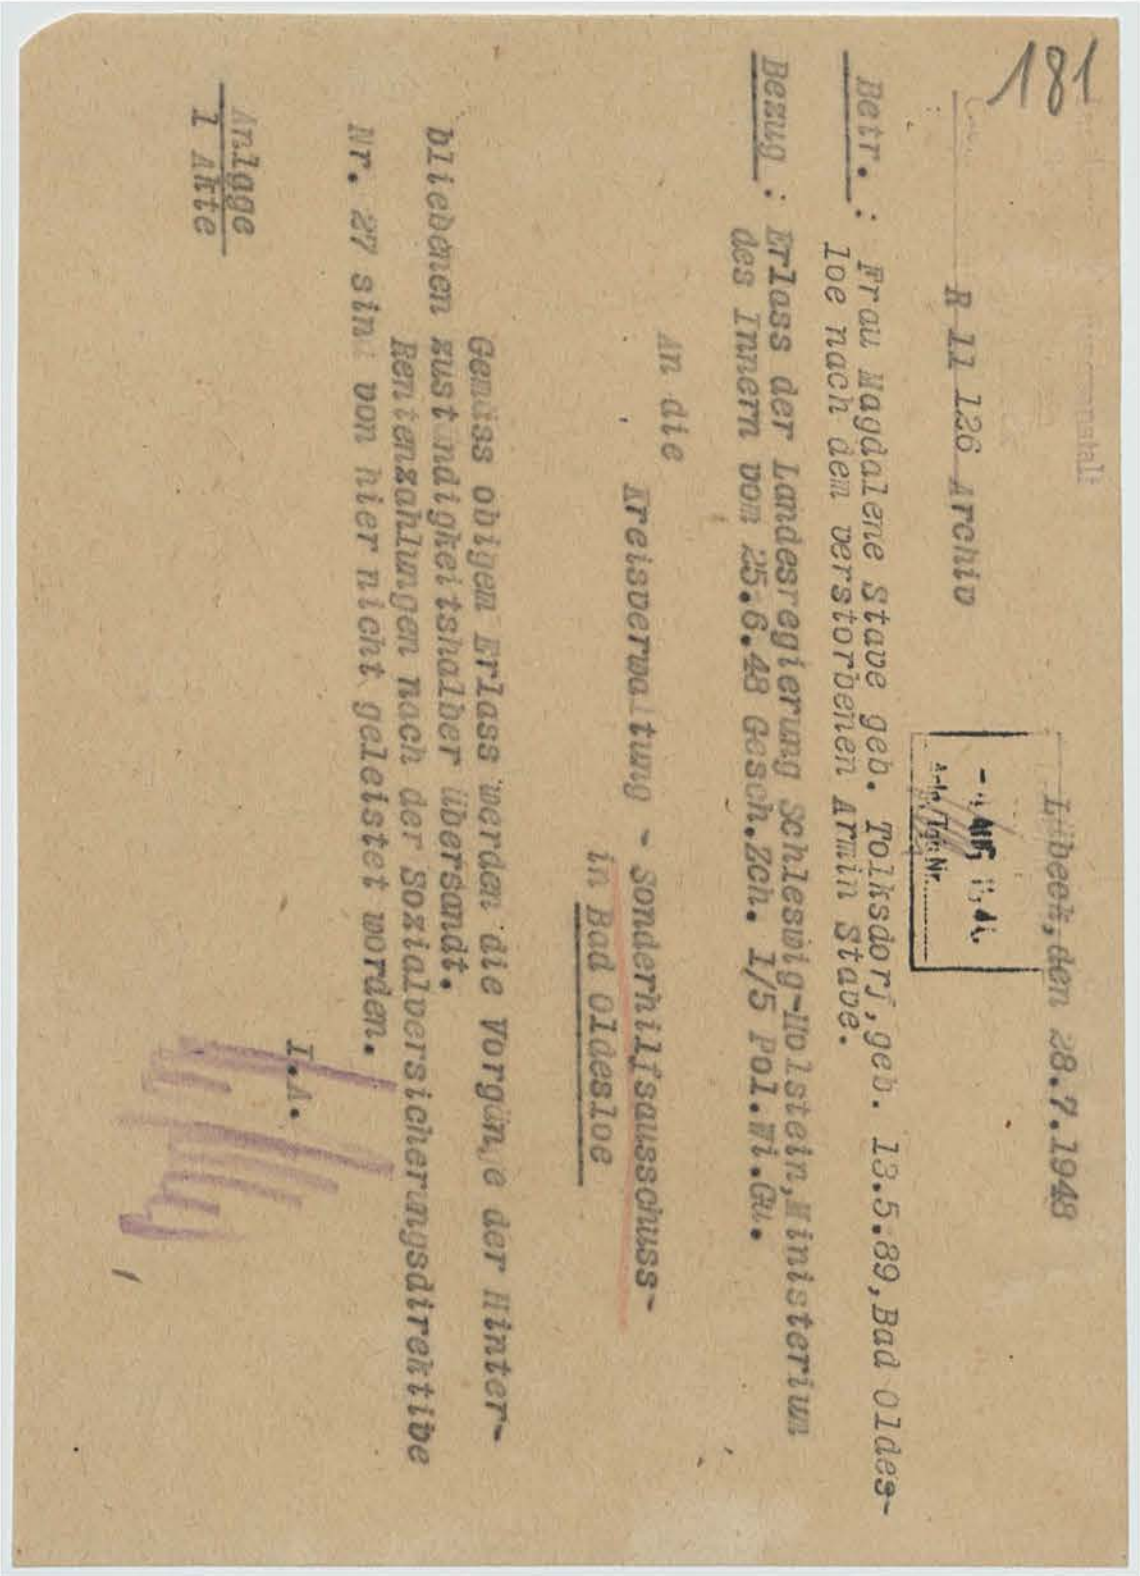 181
Lübeck, den 28.7.1948
R 11 126 Archiv
Tgb. Nr.
Betr.: Frau Magdalene Stave geb. Tolksdorf, geb. 13.5.89, Bad Oldes-
loe nach dem verstorbenen Armin Stave.
Bezug: Erlass der Landesregierung Schleswig-Holstein, Ministerium
des Innern vom 25.6.48 Gesch.Zch. I/5 Pol.Wi.Gu.
An die
Kreisverwaltung - Sonderhilfsausschuss-
in Bad Oldesloe
Gemäss obigem Erlass werden die Vorgänge der Hinter-
bliebenen zuständigkeitshalber übersandt.
Rentenzahlungen nach der Sozialversicherungsdirektive
Nr. 27 sind von hier nicht geleistet worden.
I.A.
Anlage
1 Akte